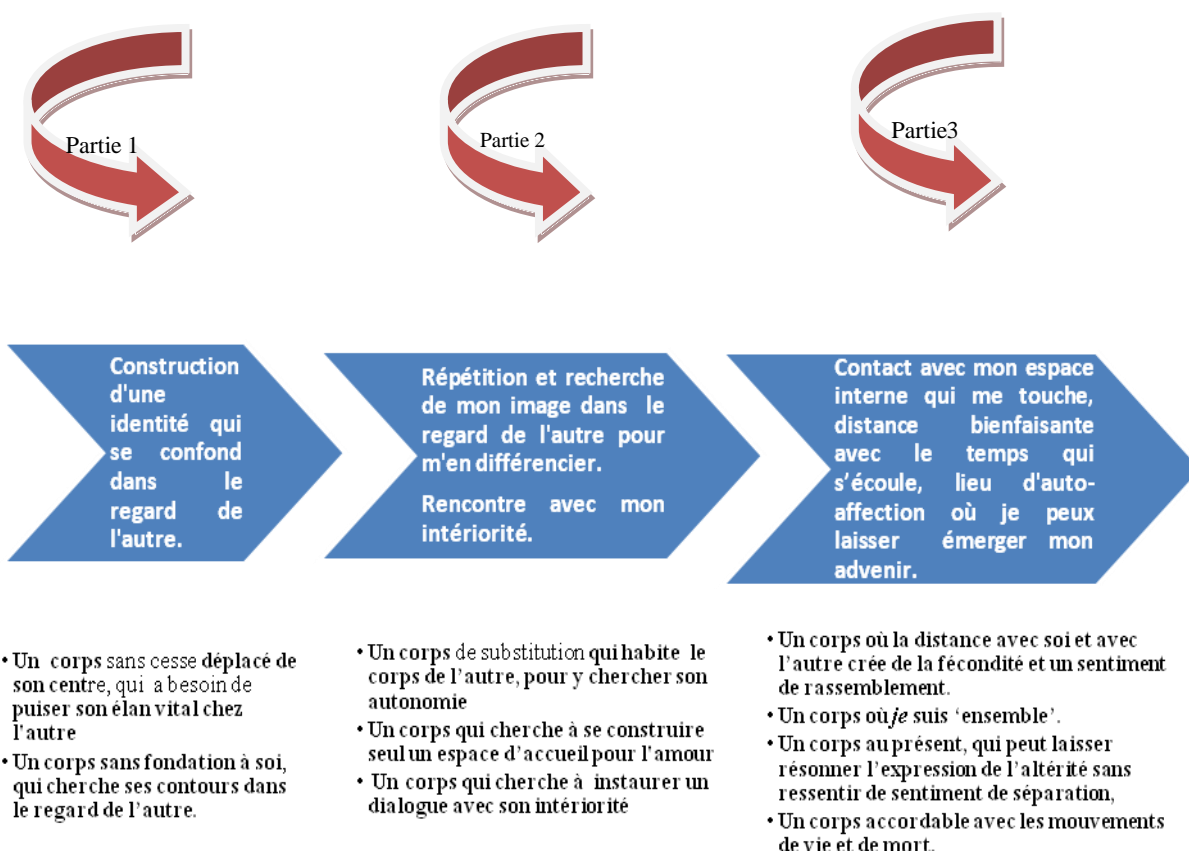 Partie 1
Partie 2
Partie3
Construction
d'une
identité qui
se confond
dans le
regard de
l'autre.
Répétition et recherche
de mon image dans le
regard de l'autre pour
m'en différencier.
Rencontre avec mon
intériorité.
Contact avec mon espace
interne qui me touche,
distance bienfaisante
avec le temps qui
s’écoule, lieu d'auto-
affection où je peux
laisser émerger mon
advenir.
• Un corps sans cesse déplacé de
son centre, qui a besoin de
puiser son élan vital chez
l'autre
• Un corps sans fondation à soi,
qui cherche ses contours dans
le regard de l’autre.
• Un corps de substitution qui habite le
corps de l’autre, pour y chercher son
autonomie
• Un corps qui cherche à se construire
seul un espace d’accueil pour l’amour
• Un corps qui cherche à instaurer un
dialogue avec son intériorité
• Un corps où la distance avec soi et avec
l’autre crée de la fécondité et un sentiment
de rassemblement.
• Un corps où je suis ‘ensemble’.
• Un corps au présent, qui peut laisser
résonner l’expression de l’altérité sans
ressentir de sentiment de séparation,
• Un corps accordable avec les mouvements
de vie et de mort.